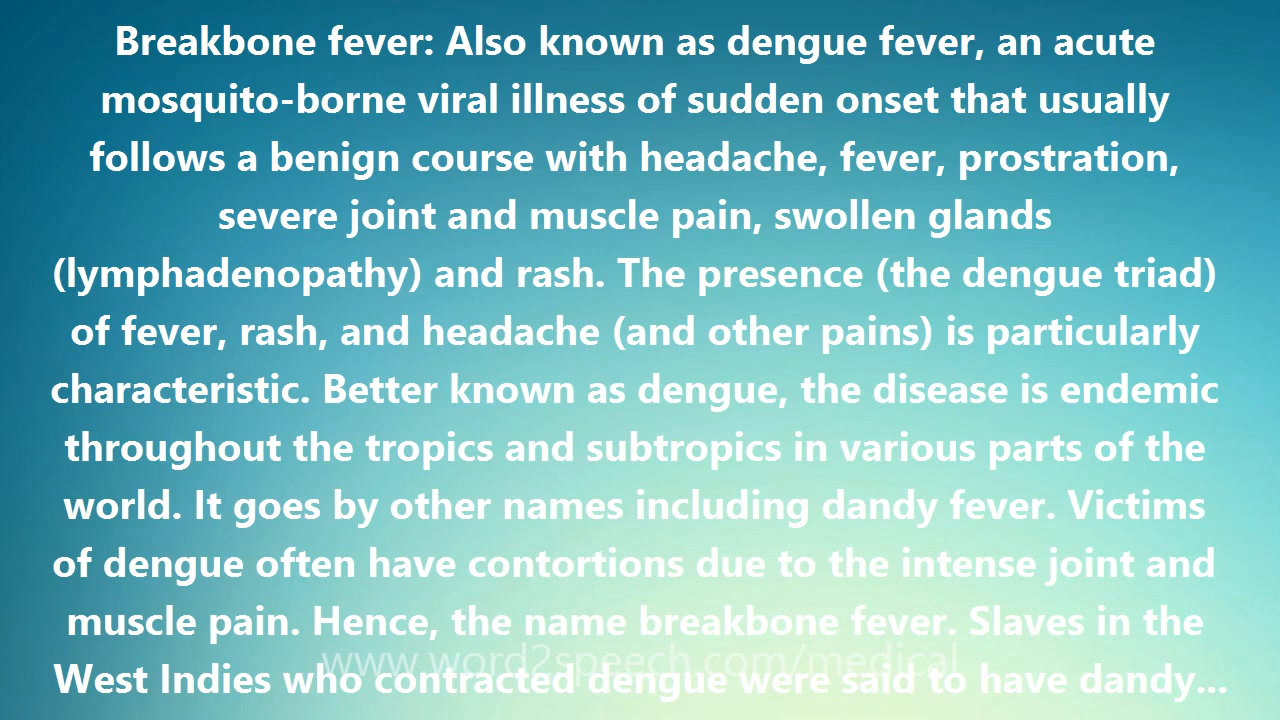 Breakbone fever: Also known as dengue fever, an acute
mosquito-borne viral illness of sudden onset that usually
follows a benign course with headache, fever, prostration,
severe joint and muscle pain, swollen glands
(lymphadenopathy) and rash. The presence (the dengue triad)
of fever, rash, and headache (and other pains) is particularly
characteristic. Better known as dengue, the disease is endemic
throughout the tropics and subtropics in various parts of the
world. It goes by other names including dandy fever. Victims
of dengue often have contortions due to the intense joint and
muscle pain. Hence, the name breakbone fever. Slaves in the
www.word2speech.com/medical
West Indies who contracted dengue were said to have dandy...